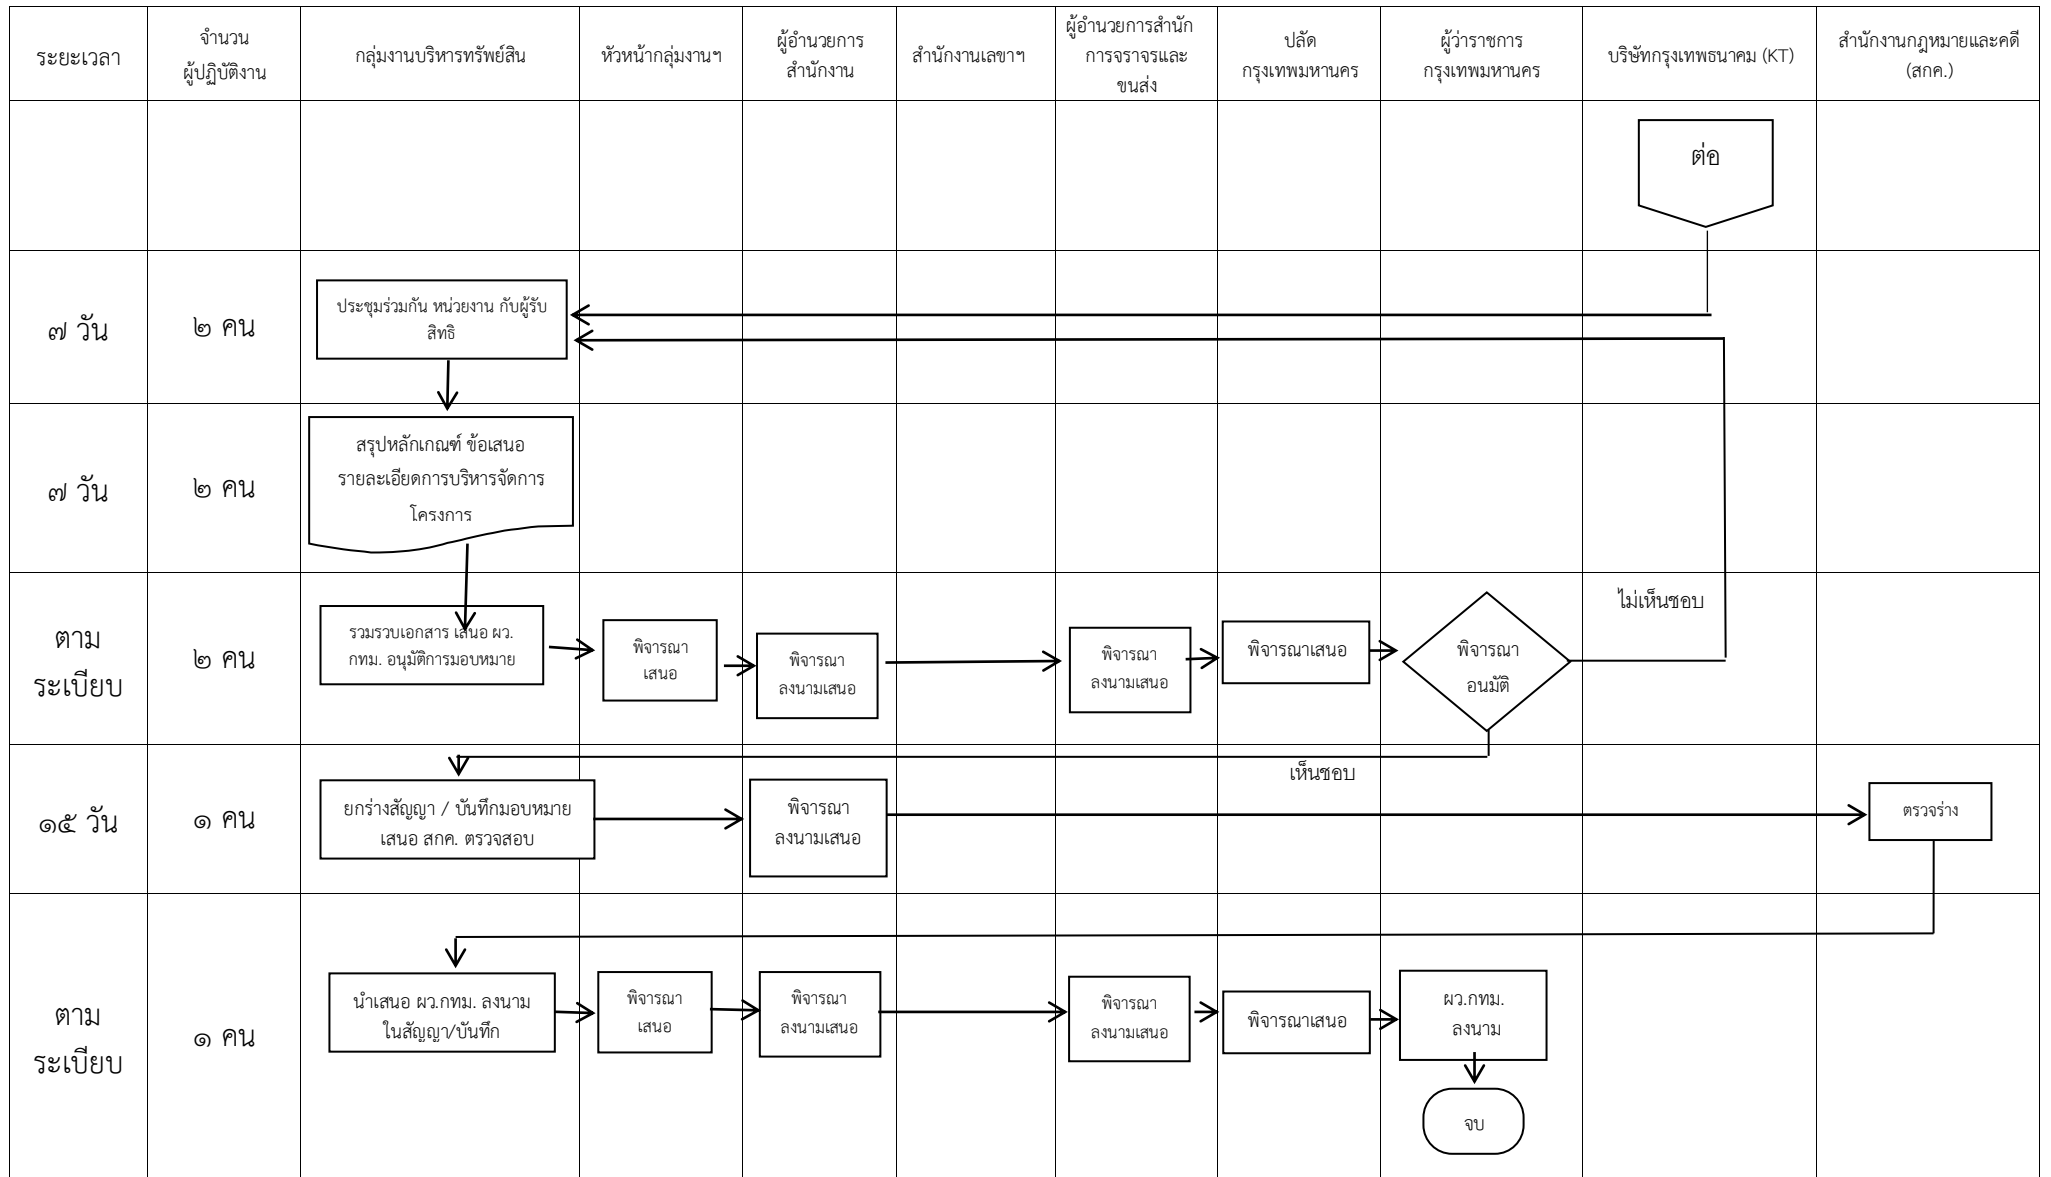 ระยะเวลา
จำนวน
ผู้ปฏิบัติงาน
กลุ่มงานบริหารทรัพย์สิน
หัวหน้ากลุ่มงานฯ
ผู้อำนวยการ
สำนักงาน
สำนักงานเลขาฯ
ผู้อำนวยการสำนัก
การจราจรและ
ขนส่ง
ปลัด
กรุงเทพมหานคร
ผู้ว่าราชการ
กรุงเทพมหานคร
บริษัทกรุงเทพธนาคม (KT)
สำนักงานกฎหมายและคดี
(สกค.)
ต่อ
๗ วัน
๒ คน
ประชุมร่วมกัน หน่วยงาน กับผู้รับ
สิทธิ
๗ วัน
๒ คน
สรุปหลักเกณฑ์ ข้อเสนอ
รายละเอียดการบริหารจัดการ
โครงการ
ตาม
ระเบียบ
๒ คน
รวมรวบเอกสาร เสนอ ผว.
กทม. อนุมัติการมอบหมาย
พิจารณา
เสนอ
พิจารณา
ลงนามเสนอ
พิจารณา
ลงนามเสนอ
พิจารณาเสนอ
พิจารณา
อนมัติ
ไม่เห็นชอบ
เห็นชอบ
๑๕ วัน
๑ คน
ยกร่างสัญญา / บันทึกมอบหมาย
เสนอ สกค. ตรวจสอบ
พิจารณา
ลงนามเสนอ
ตรวจร่าง
ตาม
ระเบียบ
๑ คน
นำเสนอ ผว.กทม. ลงนาม
ในสัญญา/บันทึก
พิจารณา
เสนอ
พิจารณา
ลงนามเสนอ
พิจารณา
ลงนามเสนอ
พิจารณาเสนอ
ผว.กทม.
ลงนาม
จบ